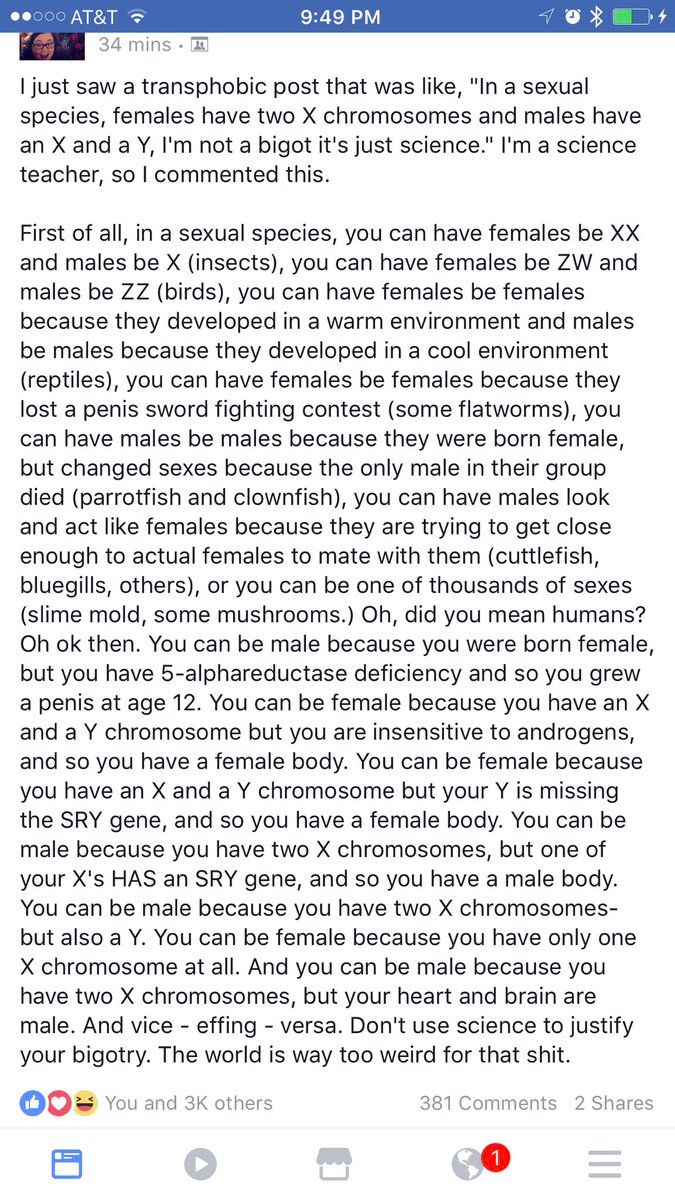 AT&T 9:49 PM
34 mins ·
I just saw a transphobic post that was like, "In a sexual
species, females have two X chromosomes and males have
an X and a Y, I'm not a bigot it's just science." I'm a science
teacher, so I commented this.
First of all, in a sexual species, you can have females be XX
and males be X (insects), you can have females be ZW and
males be ZZ (birds), you can have females be females
because they developed in a warm environment and males
be males because they developed in a cool environment
(reptiles), you can have females be females because they
lost a penis sword fighting contest (some flatworms), you
can have males be males because they were born female,
but changed sexes because the only male in their group
died (parrotfish and clownfish), you can have males look
and act like females because they are trying to get close
enough to actual females to mate with them (cuttlefish,
bluegills, others), or you can be one of thousands of sexes
(slime mold, some mushrooms.) Oh, did you mean humans?
Oh ok then. You can be male because you were born female,
but you have 5-alphareductase deficiency and so you grew
a penis at age 12. You can be female because you have an X
and a Y chromosome but you are insensitive to androgens,
and so you have a female body. You can be female because
you have an X and a Y chromosome but your Y is missing
the SRY gene, and so you have a female body. You can be
male because you have two X chromosomes, but one of
your X's HAS an SRY gene, and so you have a male body.
You can be male because you have two X chromosomes-
but also a Y. You can be female because you have only one
X chromosome at all. And you can be male because you
have two X chromosomes, but your heart and brain are
male. And vice - effing - versa. Don't use science to justify
your bigotry. The world is way too weird for that shit.
You and 3K others 381 Comments 2 Shares
1